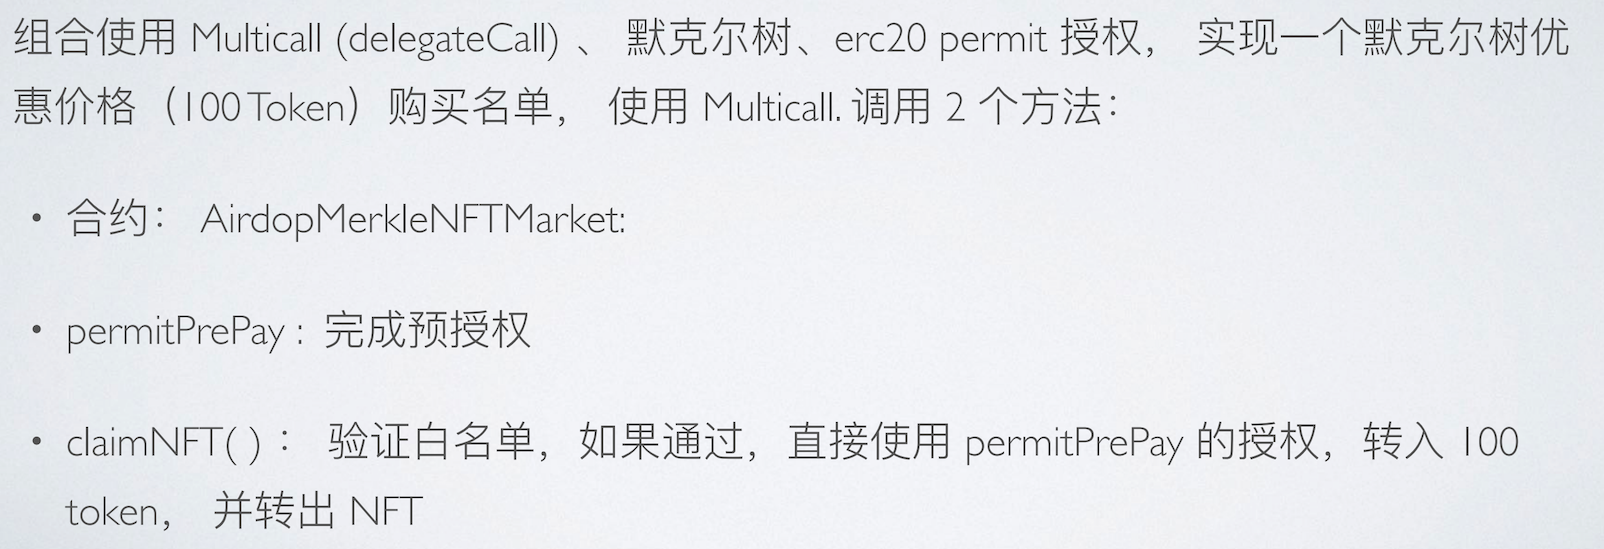 组合使用 Multicall (delegateCall) 、 默克尔树、erc20 permit 授权， 实现一个默克尔树优
惠价格（100 Token）购买名单， 使用 Multicall. 调用 2 个方法：
• 合约： AirdopMerkleNFTMarket:
• permitPrePay : 完成预授权
• claimNFT( ) ： 验证白名单，如果通过，直接使用 permitPrePay 的授权，转入 100
token， 并转出 NFT